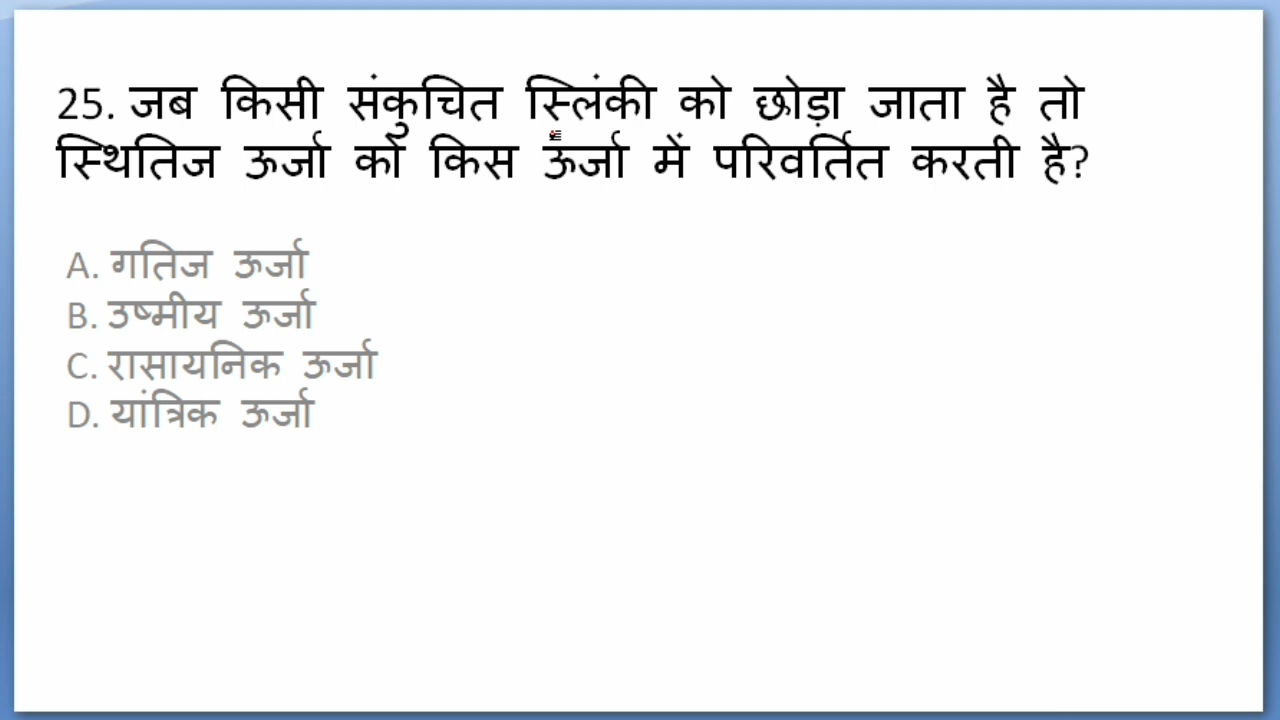 25. जब किसी संकुचित स्लिंकी को छोड़ा जाता है तो
स्थितिज ऊर्जा को किस ऊर्जा में परिवर्तित करती है?
A. गतिज ऊर्जा
B. उष्मीय ऊर्जा
C. रासायनिक ऊर्जा
D. यांत्रिक ऊर्जा